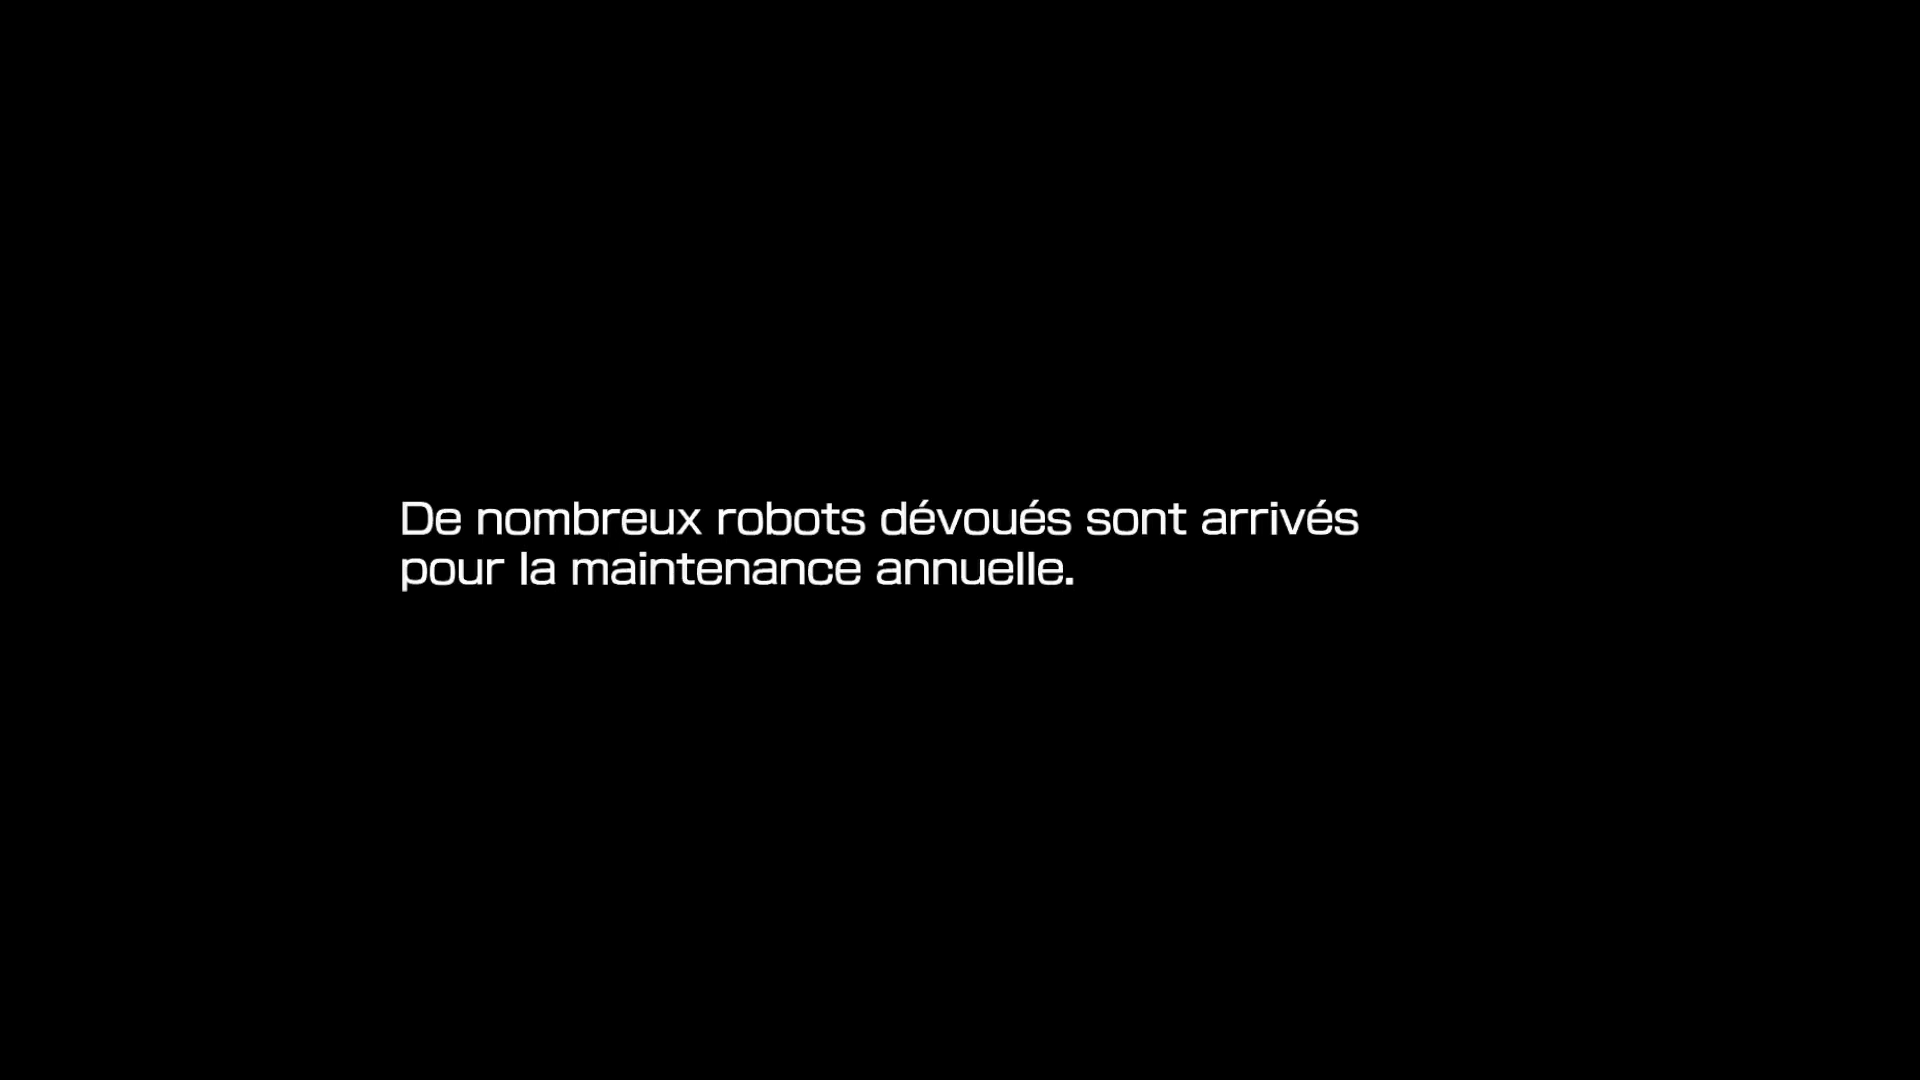 De nombreux robots dévoués sont arrivés
pour la maintenance annuelle.